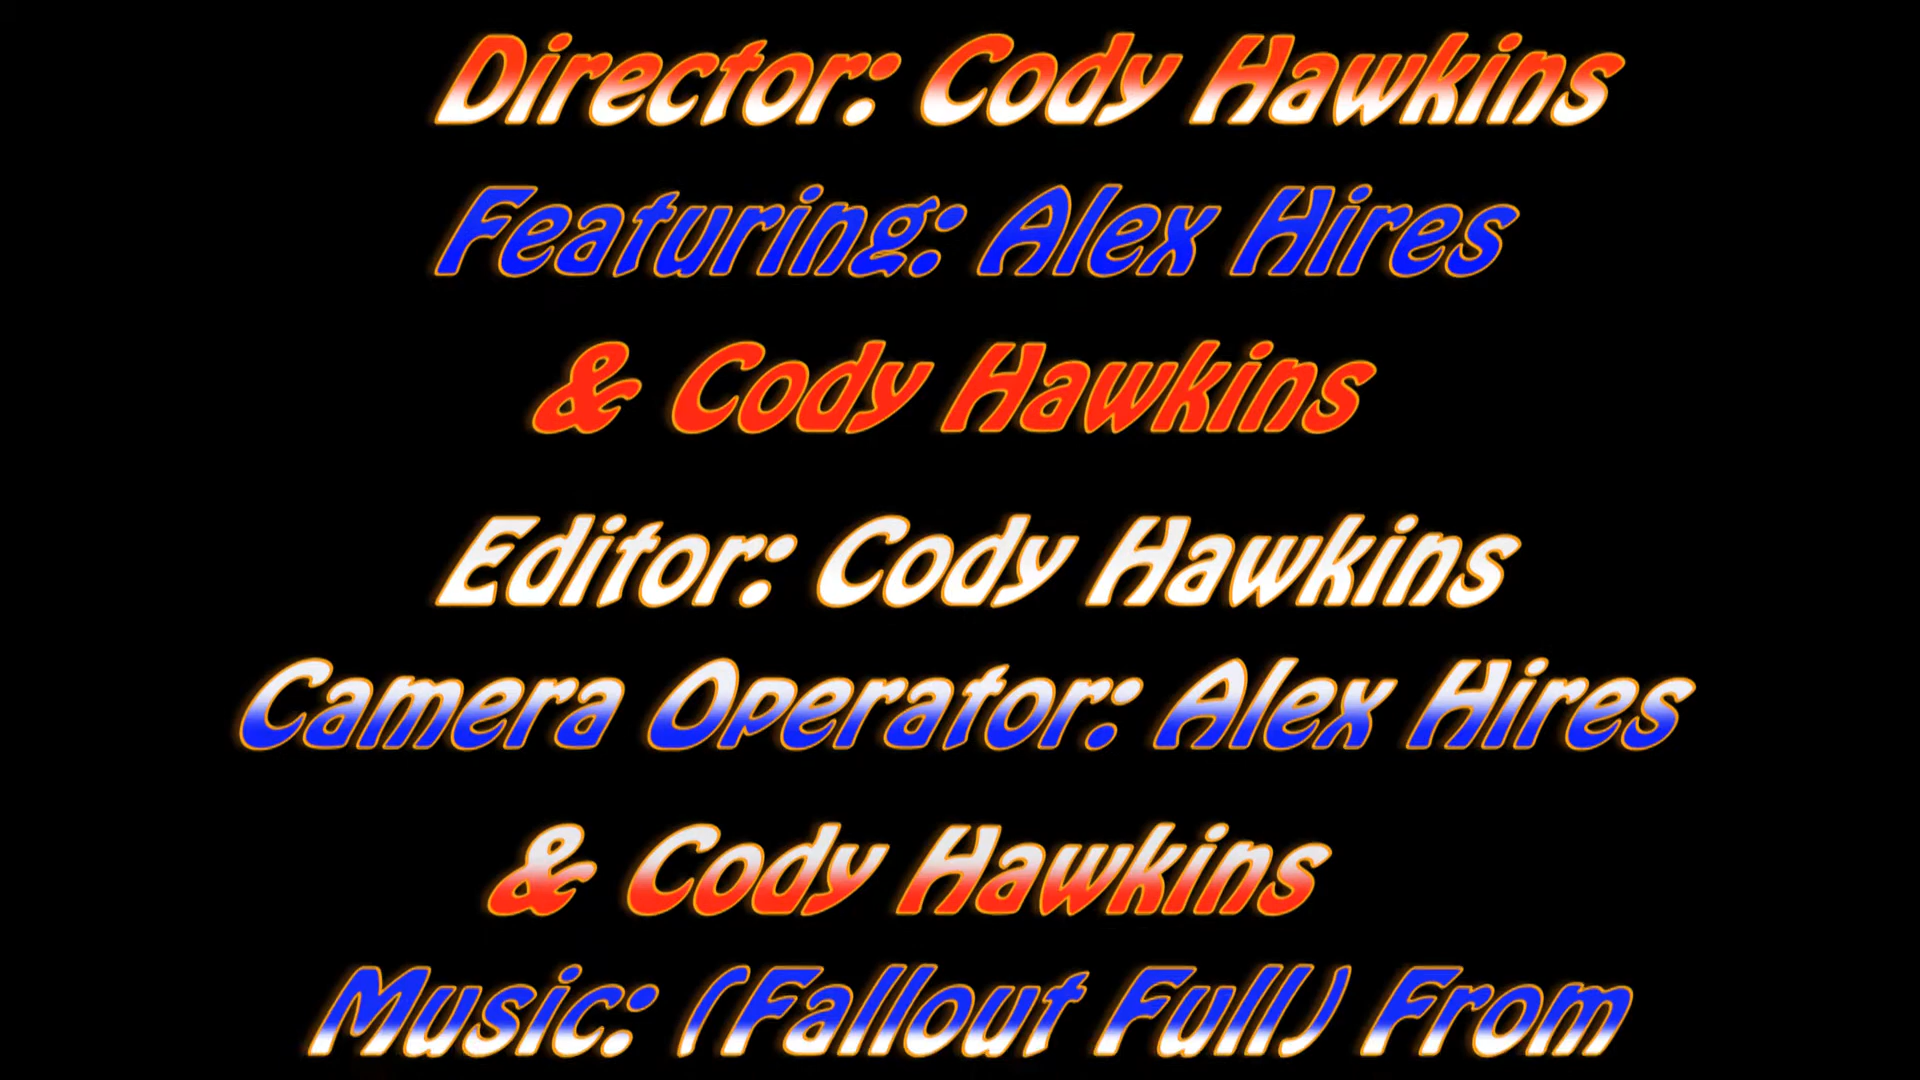 Director: Cody Hawkins
Featuring: Alex Hires
& Cody Hawkins
Editor: Cody Hawkins
Camera Operator: Alex Hires
& Cody Hawkins
Music: (Fallout Full) From